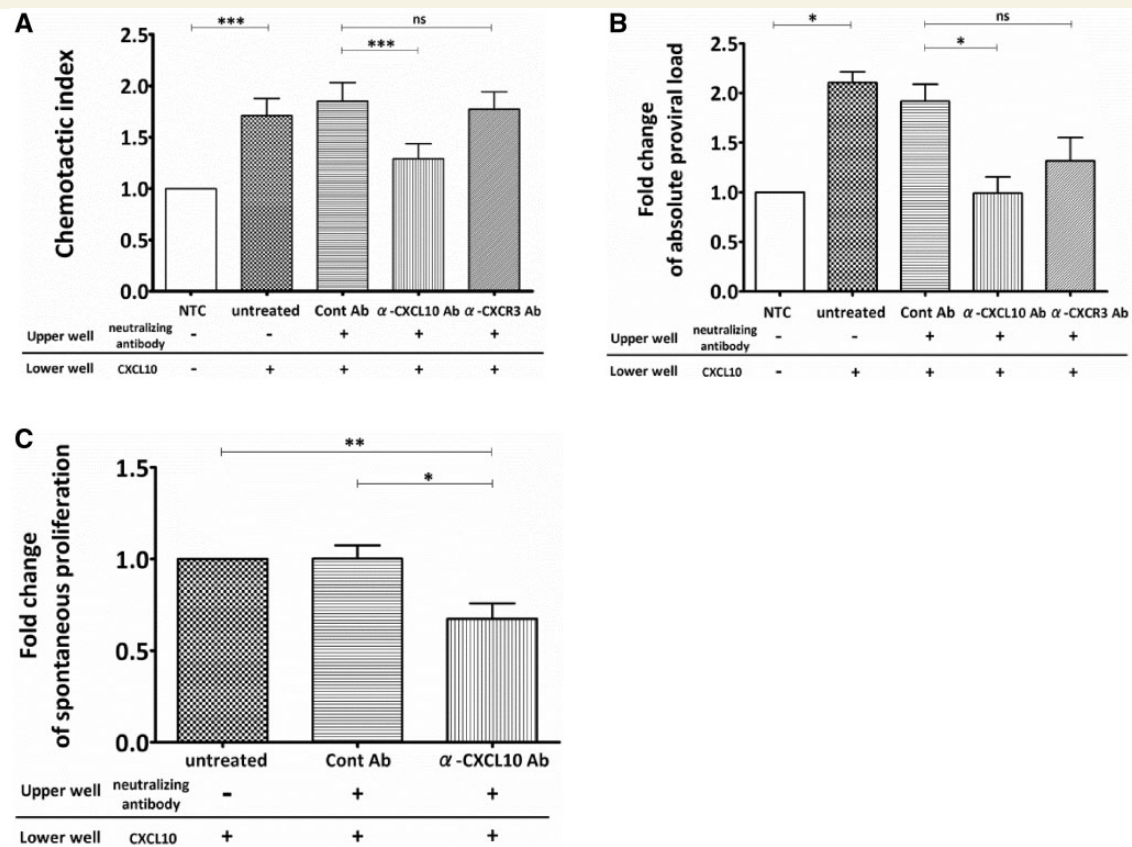 A
Chemotactic index
2.5
2.0
1.5
1.0
0.5
0.0
***
***
ns
NTC untreated Cont Ab α-CXCL10 Ab α-CXCR3 Ab
Upper well neutralizing antibody - - + + +
Lower well CXCL10 - + + + +
B
Fold change
of absolute proviral load
2.5
2.0
1.5
1.0
0.5
0.0
*
*
ns
NTC untreated Cont Ab α-CXCL10 Ab α-CXCR3 Ab
Upper well neutralizing antibody - - + + +
Lower well CXCL10 - + + + +
C
Fold change
of spontaneous proliferation
1.5
1.0
0.5
0.0
**
*
untreated Cont Ab α-CXCL10 Ab
Upper well neutralizing antibody - + +
Lower well CXCL10 + + +